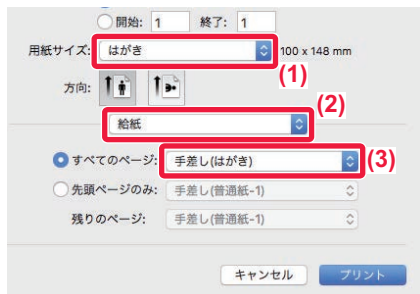 開始: 1 終了: 1
用紙サイズ: はがき 100 x 148 mm
(1)
方向:
(2)
給紙
すべてのページ: 手差し(はがき) (3)
先頭ページのみ: 手差し(普通紙-1)
残りのページ: 手差し(普通紙-1)
キャンセル プリント